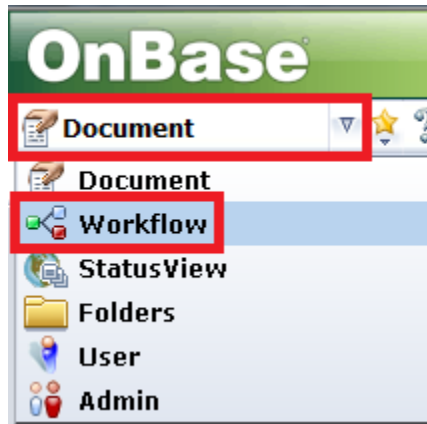 OnBase
Document
Document
Workflow
StatusView
Folders
User
Admin